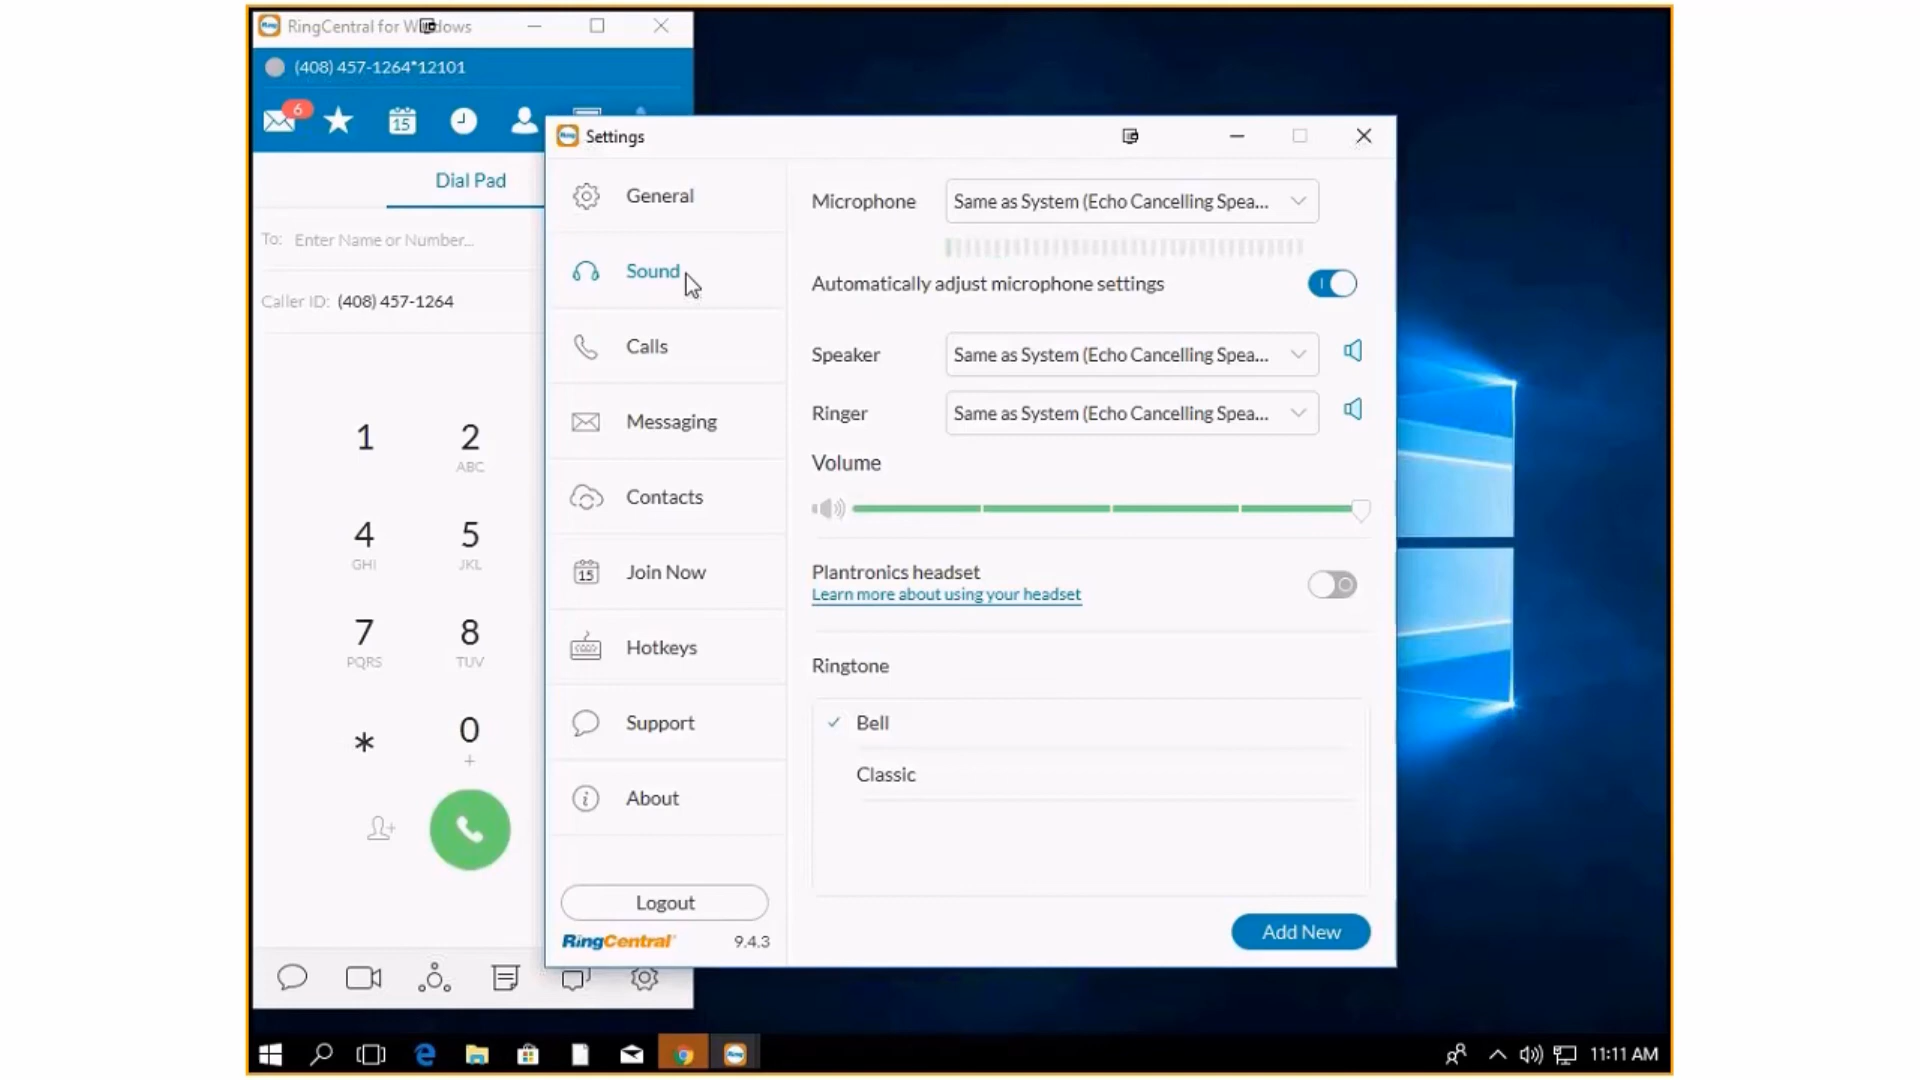 RingCentral for Windows
(408) 457-1264*12101
6
15
Dial Pad
To: Enter Name or Number...
Caller ID: (408) 457-1264
1
2
ABC
4
GHI
5
JKL
7
PQRS
8
TUV
*
0
+
Settings
General
Sound
Calls
Messaging
Contacts
15
Join Now
Hotkeys
Support
About
Logout
RingCentral
9.4.3
Microphone
Same as System (Echo Cancelling Spea...
Automatically adjust microphone settings
Speaker
Same as System (Echo Cancelling Spea...
Ringer
Same as System (Echo Cancelling Spea...
Volume
Plantronics headset
Learn more about using your headset
Ringtone
Bell
Classic
Add New
11:11 AM